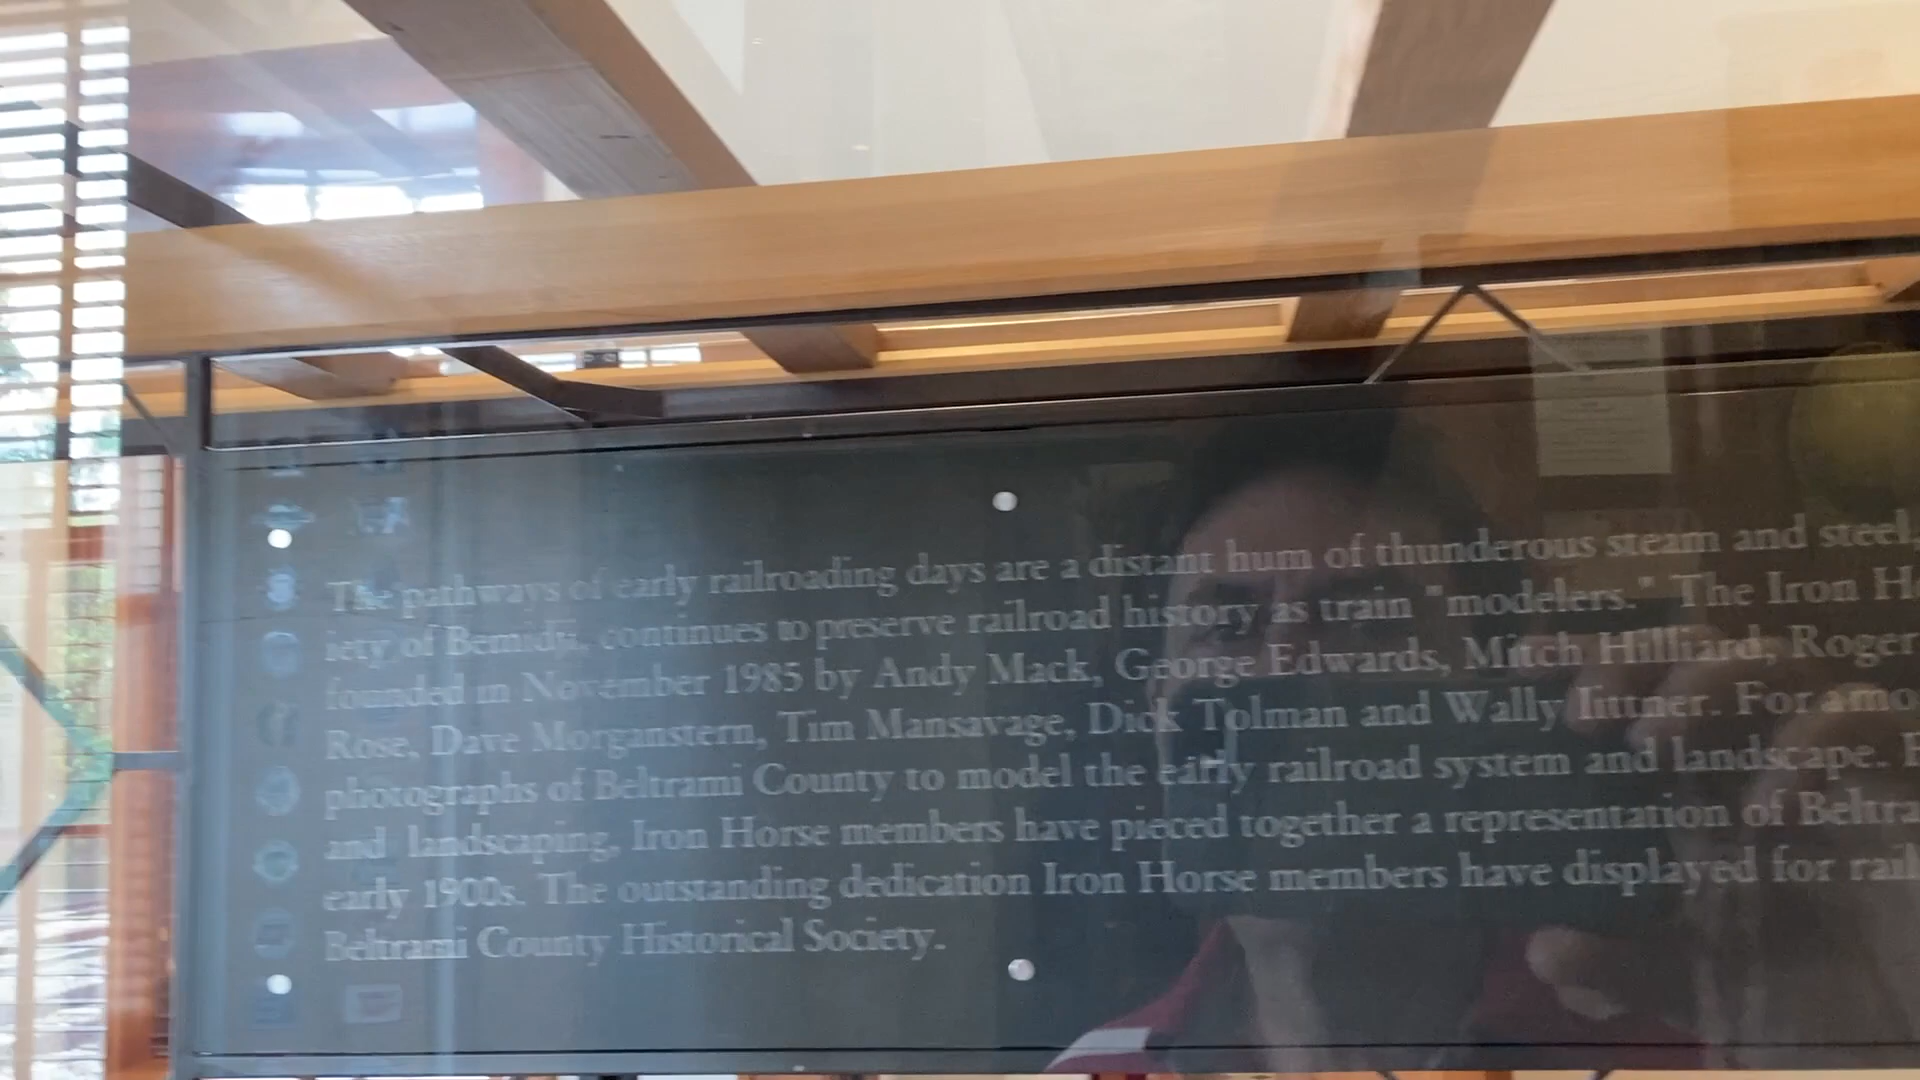 The pathways of early railroading days are a distant hum of thunderous steam and steel,
iety of Bemidji, continues to preserve railroad history as train "modelers." The Iron Ho
founded in November 1985 by Andy Mack, George Edwards, Mitch Hilliard, Roger
Rose, Dave Morganstern, Tim Mansavage, Dick Tolman and Wally Tittner. For
photographs of Beltrami County to model the early railroad system and landscape.
and landscaping, Iron Horse members have pieced together a representation of Beltra
early 1900s. The outstanding dedication Iron Horse members have displayed for rail
Beltrami County Historical Society.